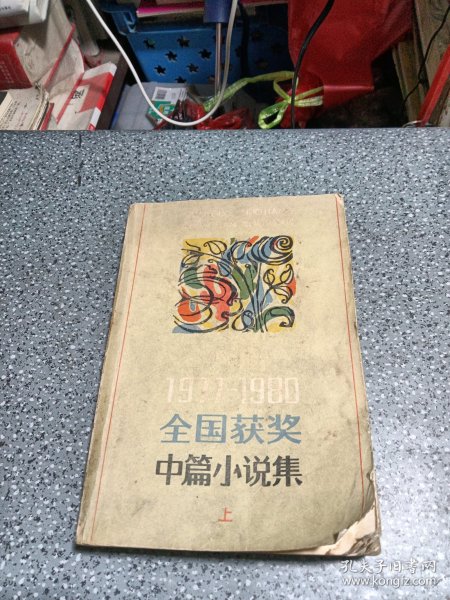 1977-1980
全国获奖
中篇小说集
上
孔夫子旧书网
www.kongfz.com